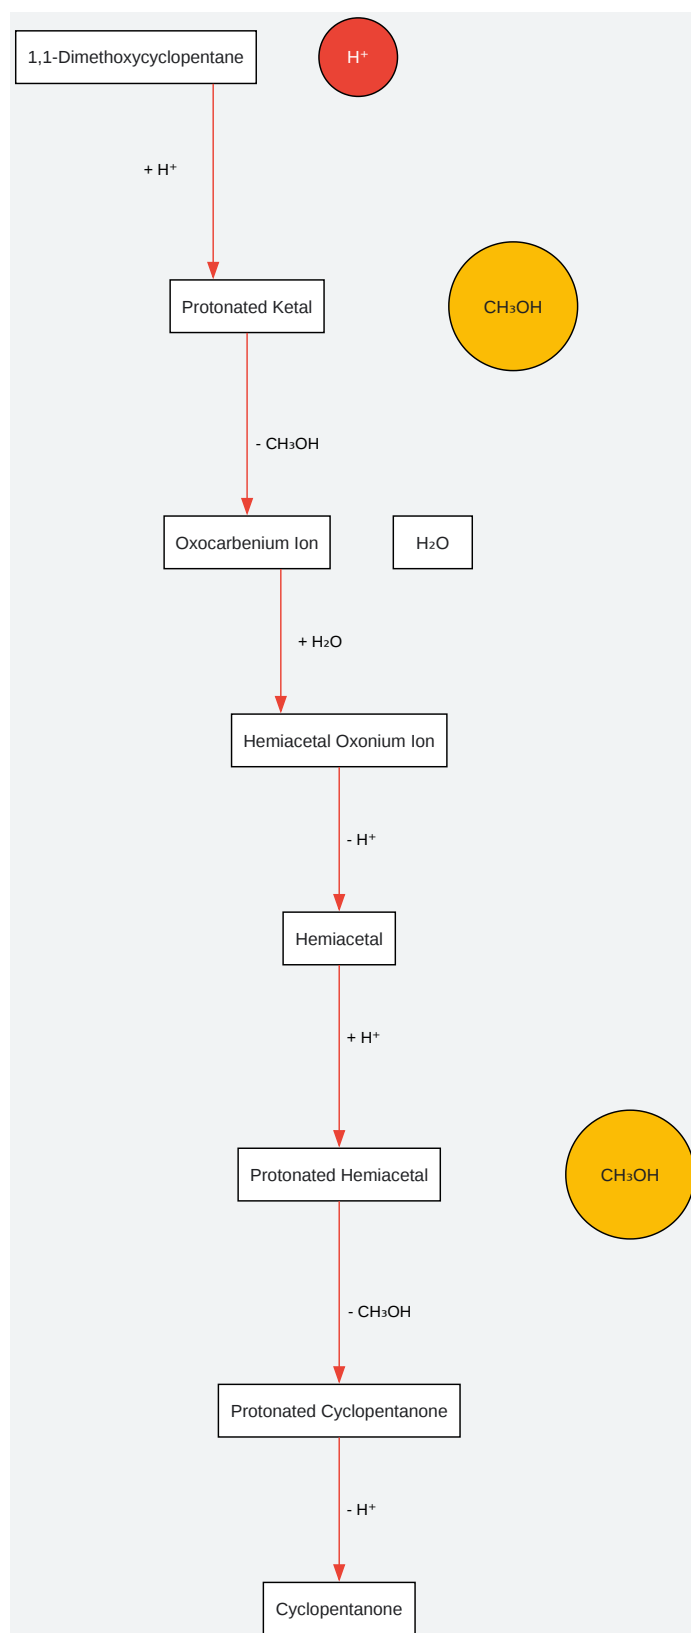 1,1-Dimethoxycyclopentane
H⁺
+ H⁺
Protonated Ketal
CH₃OH
- CH₃OH
Oxocarbenium Ion
H₂O
+ H₂O
Hemiacetal Oxonium Ion
- H⁺
Hemiacetal
+ H⁺
Protonated Hemiacetal
CH₃OH
- CH₃OH
Protonated Cyclopentanone
- H⁺
Cyclopentanone